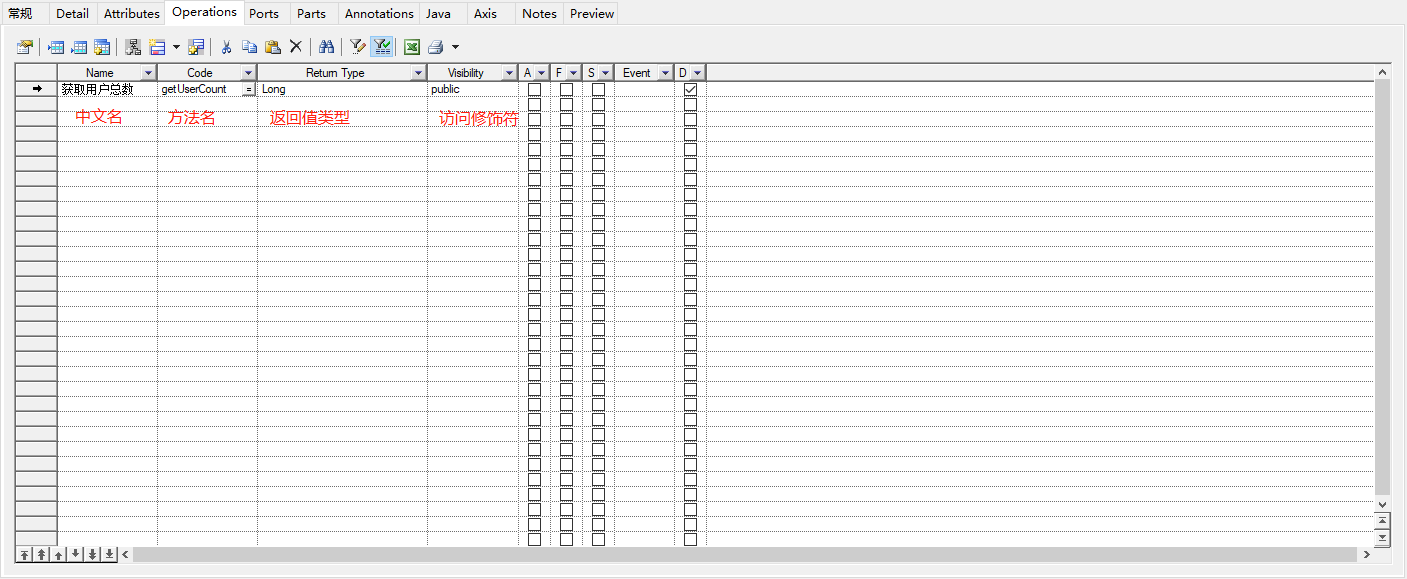 常规 Detail Attributes Operations Ports Parts Annotations Java Axis Notes Preview
Name Code Return Type Visibility A F S Event D
获取用户总数 getUserCount = Long public
中文名 方法名 返回值类型 访问修饰符